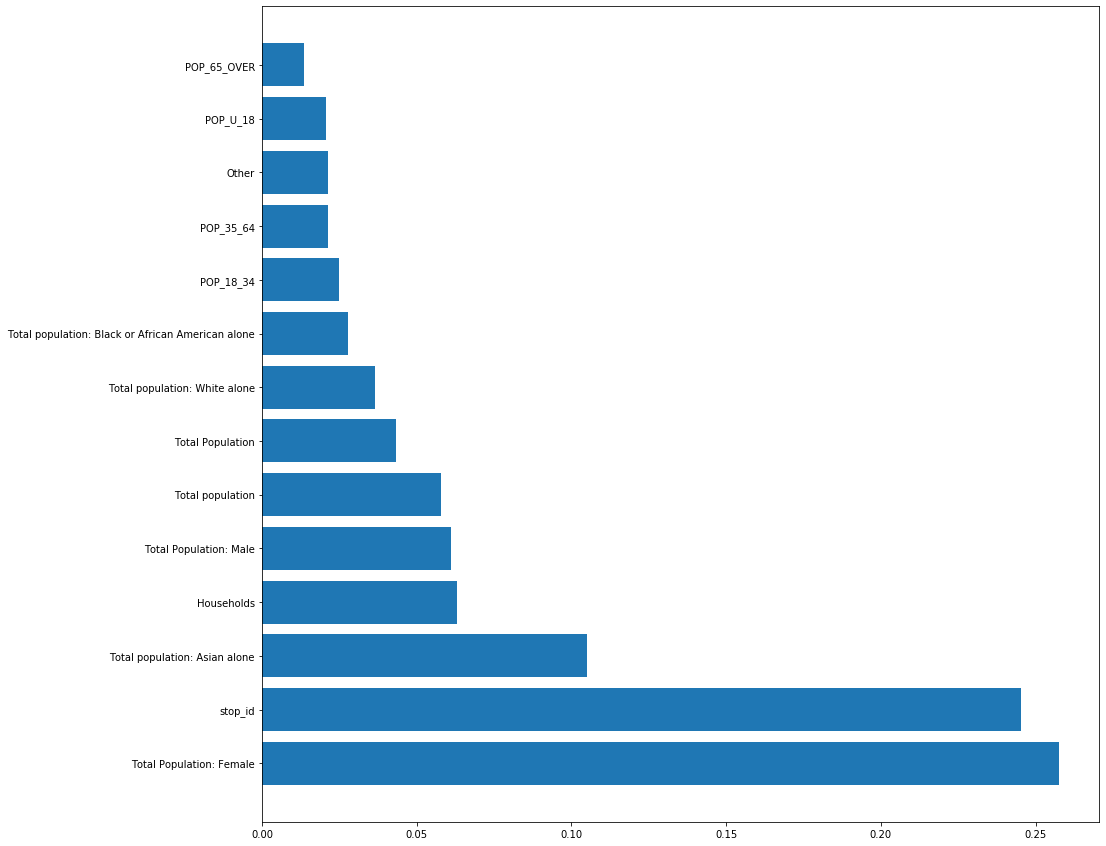 POP_65_OVER
POP_U_18
Other
POP_35_64
POP_18_34
Total population: Black or African American alone
Total population: White alone
Total Population
Total population
Total Population: Male
Households
Total population: Asian alone
stop_id
Total Population: Female
0.00 0.05 0.10 0.15 0.20 0.25